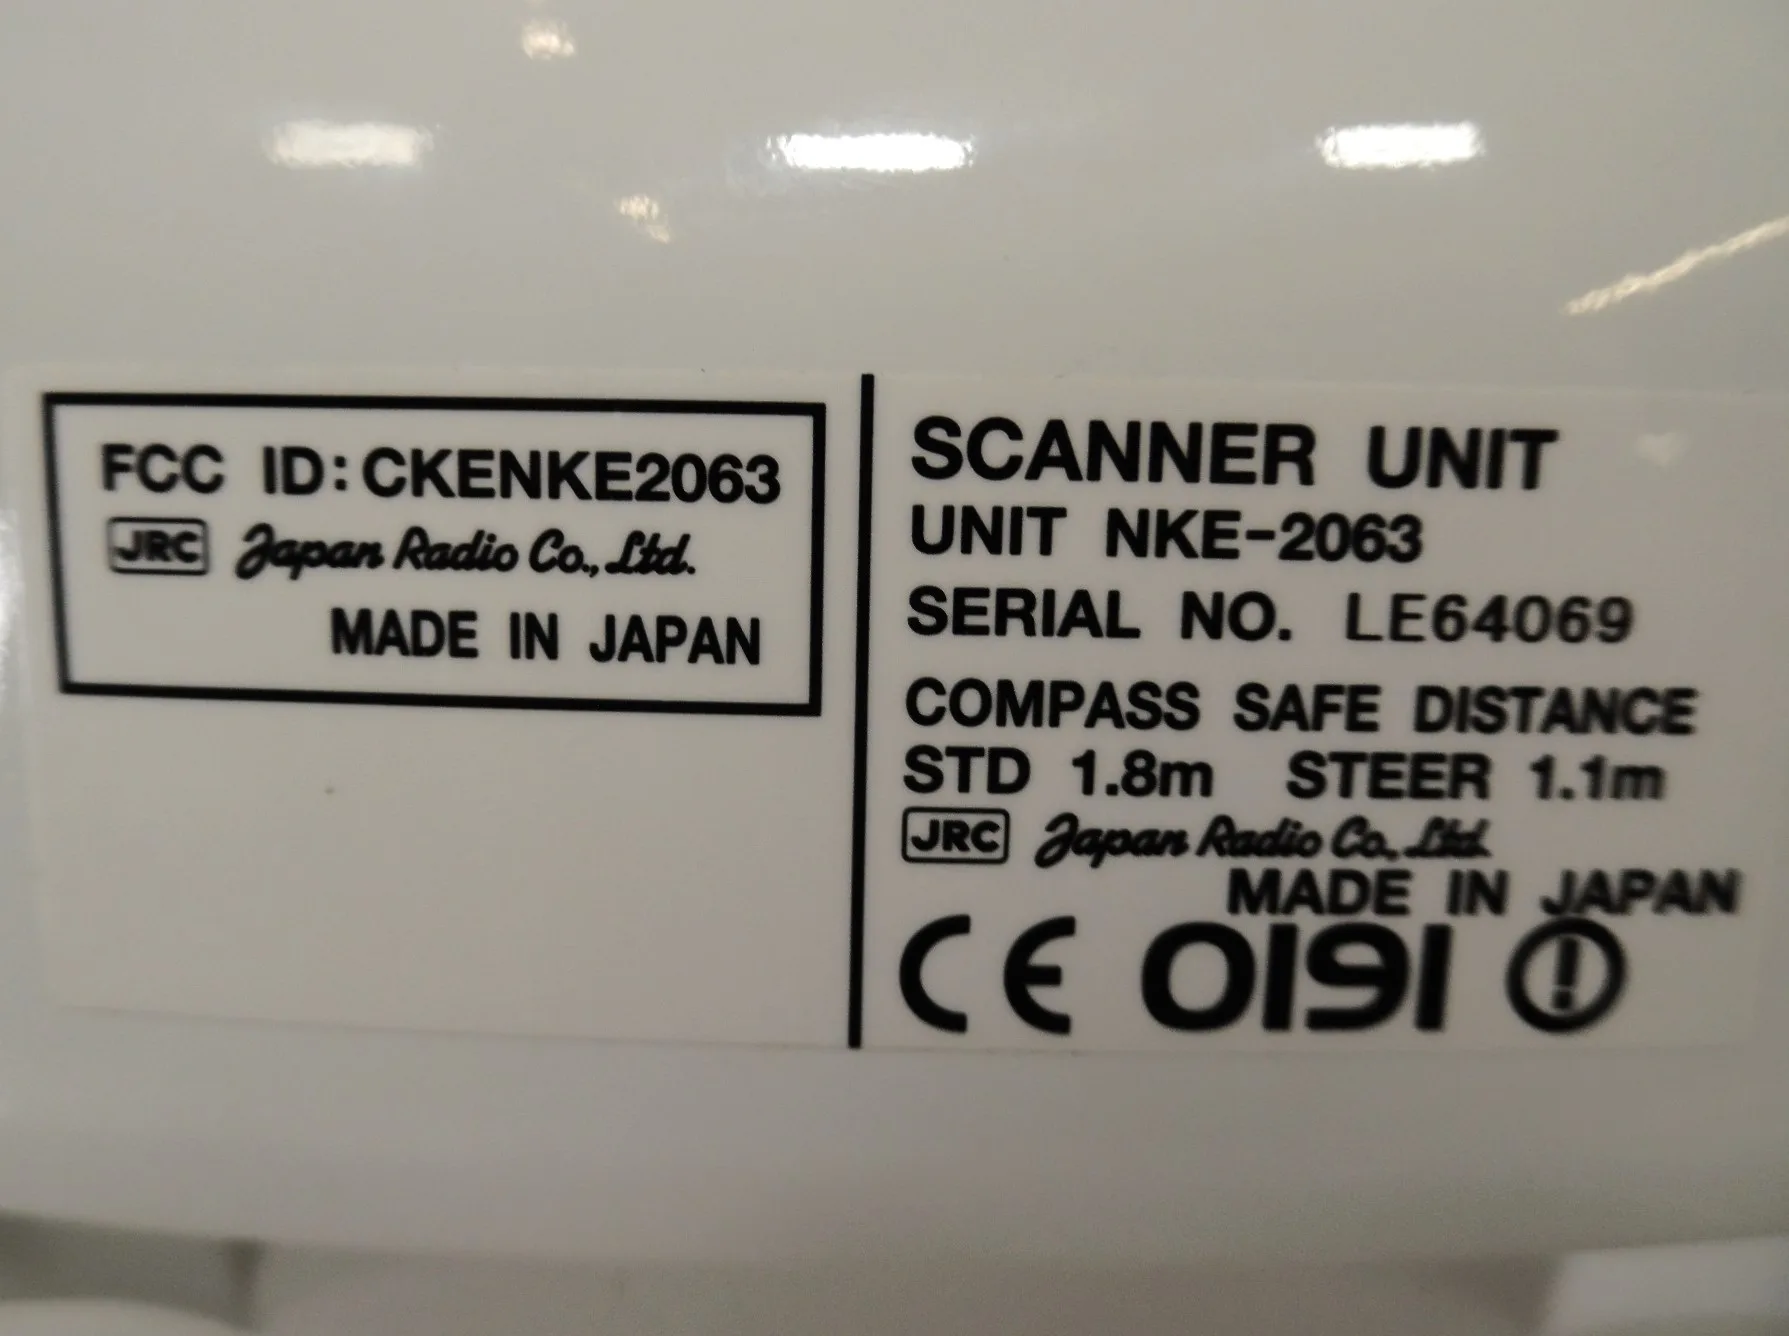 FCC ID: CKENKE2063
JRC Japan Radio Co., Ltd.
MADE IN JAPAN
SCANNER UNIT
UNIT NKE-2063
SERIAL NO. LE64069
COMPASS SAFE DISTANCE
STD 1.8m STEER 1.1m
JRC Japan Radio Co., Ltd.
MADE IN JAPAN
CE 0191 !